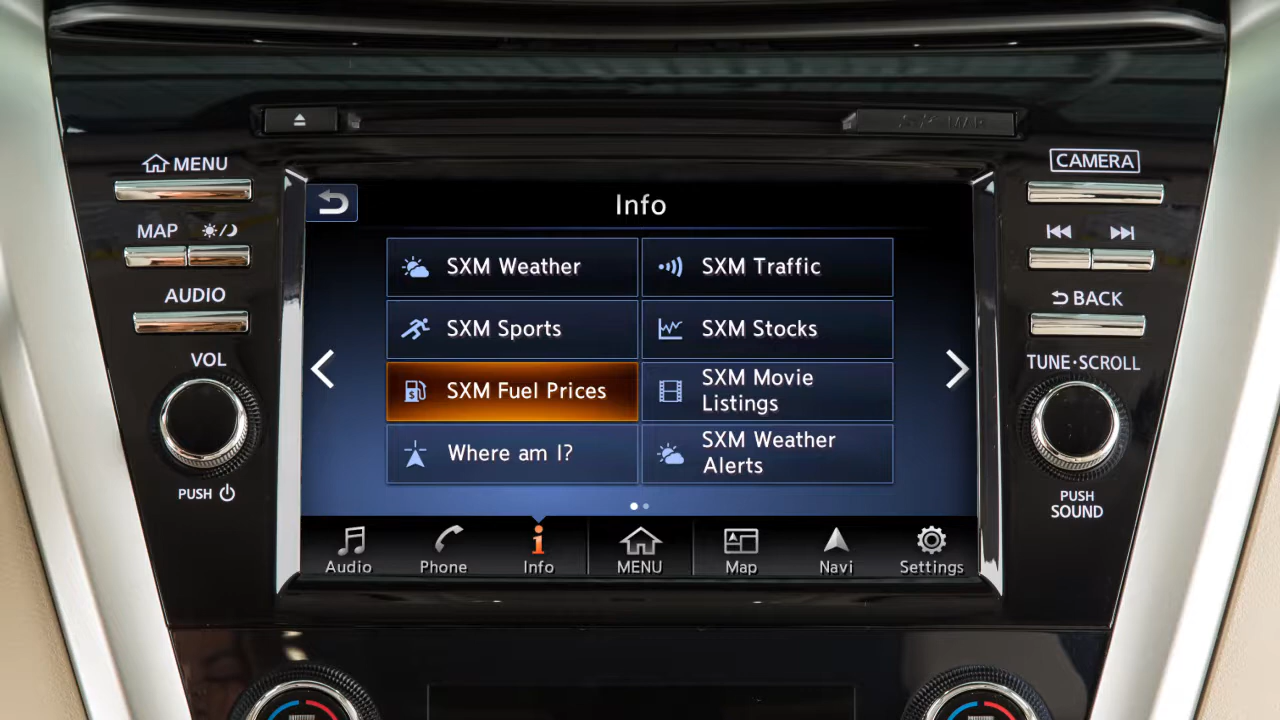 MENU
CAMERA
MAP
AUDIO
BACK
VOL
TUNE·SCROLL
PUSH
PUSH
SOUND
Info
SXM Weather
SXM Traffic
SXM Sports
SXM Stocks
SXM Fuel Prices
SXM Movie
Listings
Where am I?
SXM Weather
Alerts
Audio
Phone
Info
MENU
Map
Navi
Settings